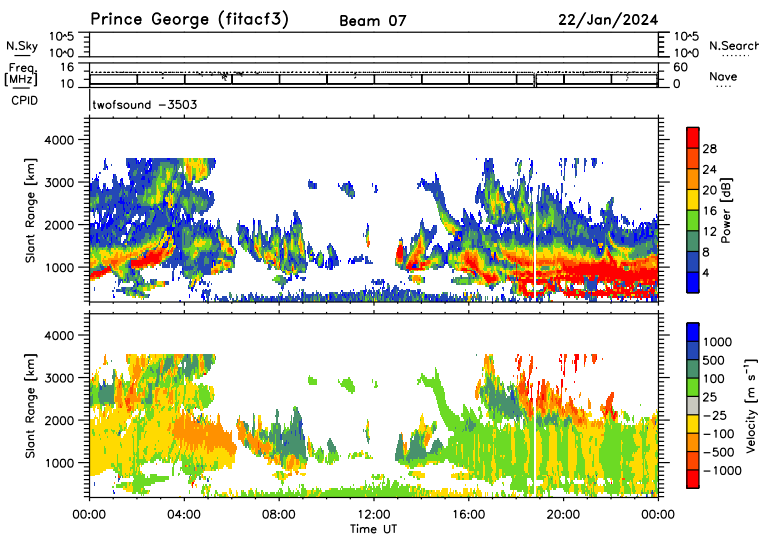 Prince George (fitacf3) Beam 07 22/Jan/2024
N.Sky 10^5 10^0 10^5 10^0 N.Search
Freq [MHz] 16 10 60 0 Nave
CPID twofsound -3503
Slant Range [km] 4000 3000 2000 1000
Power [dB] 28 24 20 16 12 8 4
Slant Range [km] 4000 3000 2000 1000
Velocity [m s⁻¹] 1000 500 100 25 -25 -100 -500 -1000
00:00 04:00 08:00 12:00 16:00 20:00 00:00
Time UT